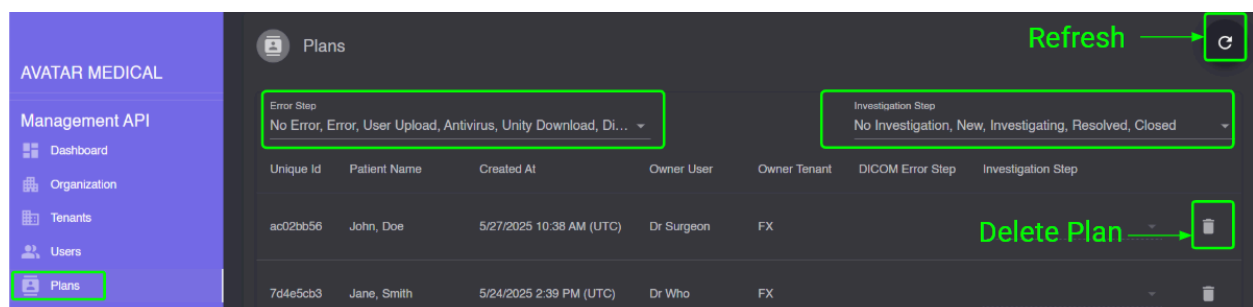 AVATAR MEDICAL
Management API
Dashboard
Organization
Tenants
Users
Plans
Plans
Refresh
Error Step
No Error, Error, User Upload, Antivirus, Unity Download, Di…
Investigation Step
No Investigation, New, Investigating, Resolved, Closed
Unique Id Patient Name Created At Owner User Owner Tenant DICOM Error Step Investigation Step
ac02bb56 John, Doe 5/27/2025 10:38 AM (UTC) Dr Surgeon FX
Delete Plan
7d4e5cb3 Jane, Smith 5/24/2025 2:39 PM (UTC) Dr Who FX